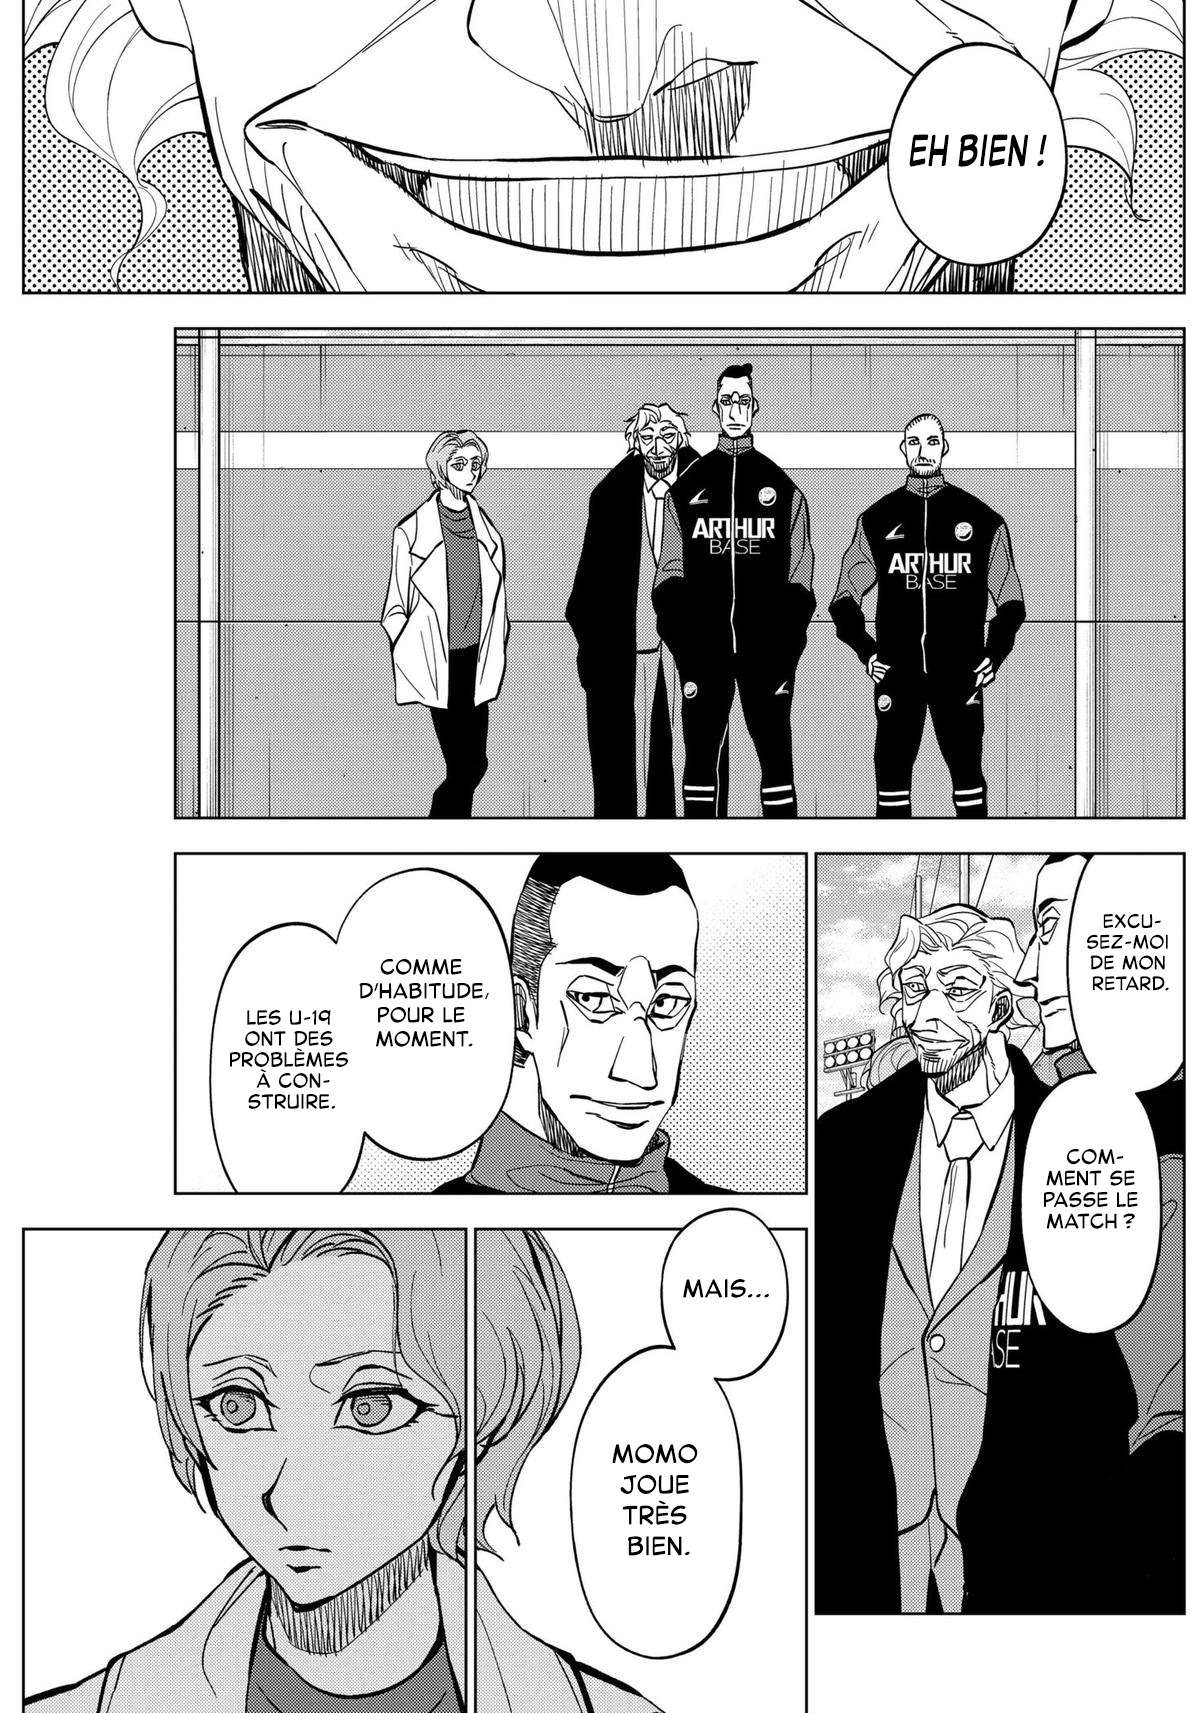 EH BIEN !
ARTHUR
BASE
ARTHUR
BASE
EXCU-
SEZ-MOI
DE MON
RETARD.
COM-
MENT SE
PASSE LE
MATCH ?
HUR
ASE
COMME
D'HABITUDE,
POUR LE
MOMENT.
LES U-19
ONT DES
PROBLÈMES
À CON-
STRUIRE.
MAIS...
MOMO
JOUE
TRÈS
BIEN.